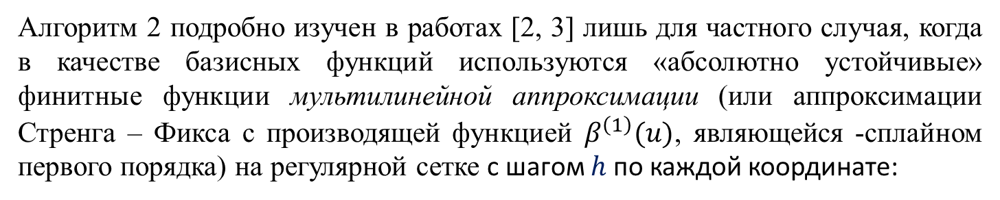 Алгоритм 2 подробно изучен в работах [2, 3] лишь для частного случая, когда
в качестве базисных функций используются «абсолютно устойчивые»
финитные функции мультилинейной аппроксимации (или аппроксимации
Стренга – Фикса с производящей функцией β⁽¹⁾(u), являющейся -сплайном
первого порядка) на регулярной сетке с шагом h по каждой координате: